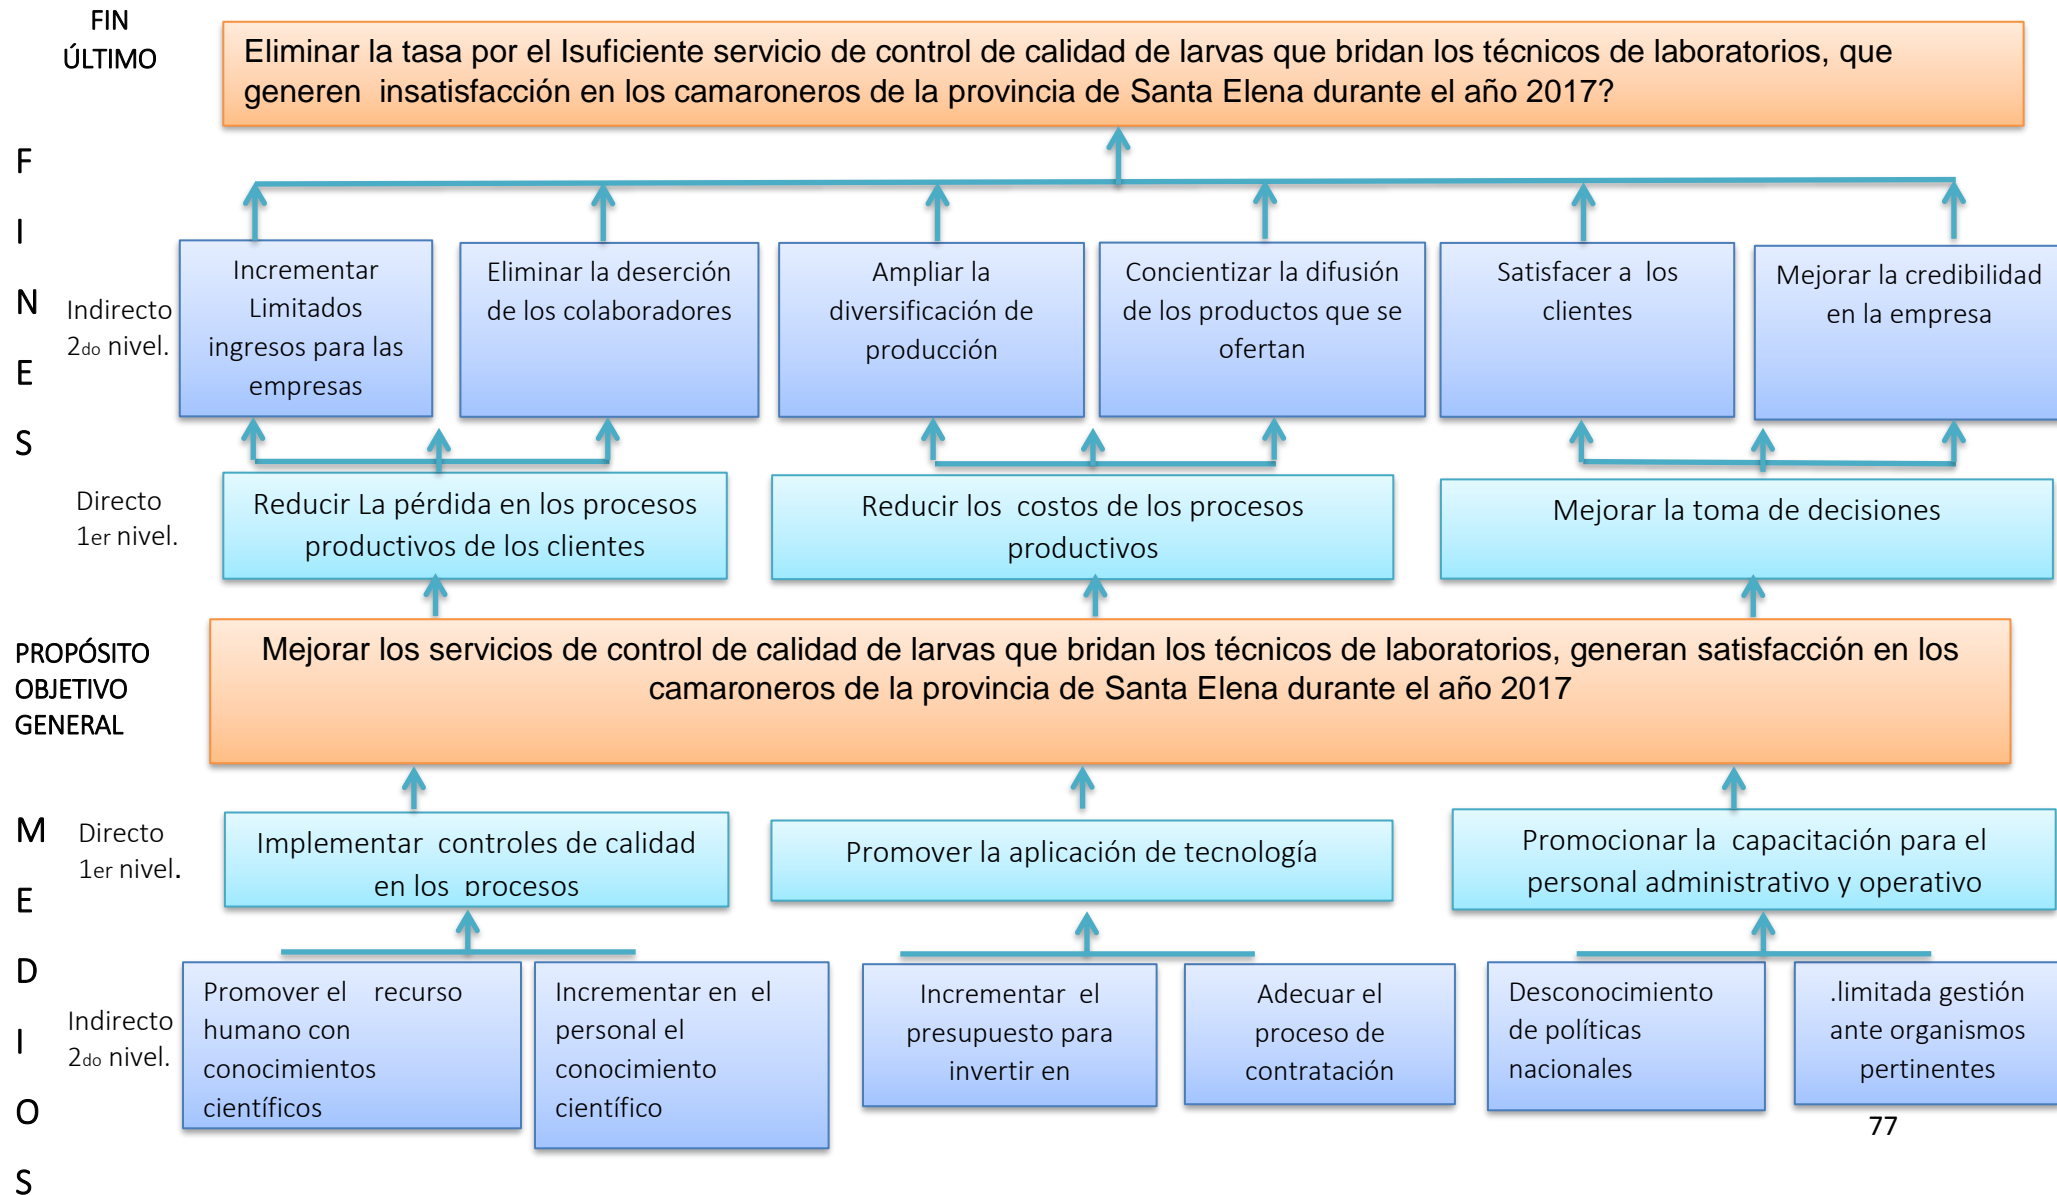 FIN
ÚLTIMO
Eliminar la tasa por el Isuficiente servicio de control de calidad de larvas que bridan los técnicos de laboratorios, que
generen insatisfacción en los camaroneros de la provincia de Santa Elena durante el año 2017?
F
I
N
E
S
Indirecto
2do nivel.
Incrementar
Limitados
ingresos para las
empresas
Eliminar la deserción
de los colaboradores
Ampliar la
diversificación de
producción
Concientizar la difusión
de los productos que se
ofertan
Satisfacer a los
clientes
Mejorar la credibilidad
en la empresa
Directo
1er nivel.
Reducir La pérdida en los procesos
productivos de los clientes
Reducir los costos de los procesos
productivos
Mejorar la toma de decisiones
PROPÓSITO
OBJETIVO
GENERAL
Mejorar los servicios de control de calidad de larvas que bridan los técnicos de laboratorios, generan satisfacción en los
camaroneros de la provincia de Santa Elena durante el año 2017
M
E
D
I
O
S
Directo
1er nivel.
Implementar controles de calidad
en los procesos
Promover la aplicación de tecnología
Promocionar la capacitación para el
personal administrativo y operativo
Indirecto
2do nivel.
Promover el recurso
humano con
conocimientos
científicos
Incrementar en el
personal el
conocimiento
científico
Incrementar el
presupuesto para
invertir en
Adecuar el
proceso de
contratación
Desconocimiento
de políticas
nacionales
.limitada gestión
ante organismos
pertinentes
77